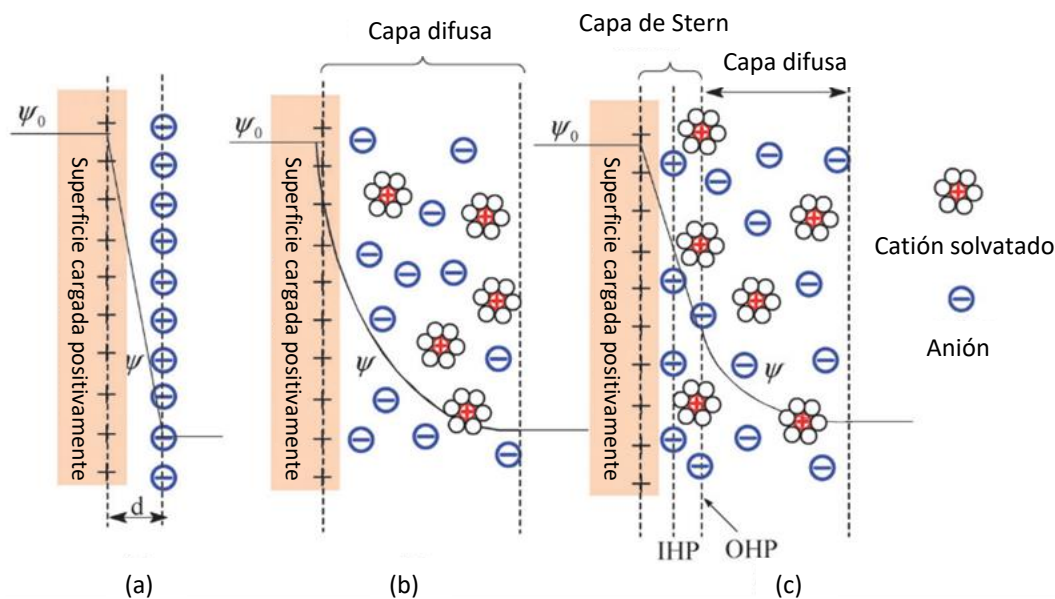 Capa difusa
Capa de Stern
Capa difusa
ψ₀
ψ₀
ψ₀
Superficie cargada positivamente
Superficie cargada positivamente
Superficie cargada positivamente
ψ
ψ
ψ
Catión solvatado
Anión
d
IHP
OHP
(a)
(b)
(c)